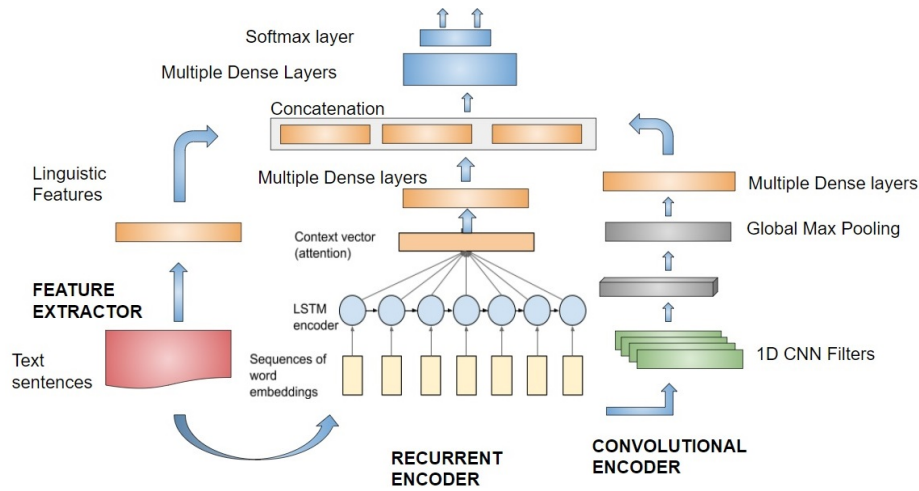 Softmax layer
Multiple Dense Layers
Concatenation
Linguistic
Features
Multiple Dense layers
Multiple Dense layers
Context vector
(attention)
Global Max Pooling
FEATURE
EXTRACTOR
LSTM
encoder
Text
sentences
Sequences of
word
embeddings
1D CNN Filters
RECURRENT
ENCODER
CONVOLUTIONAL
ENCODER